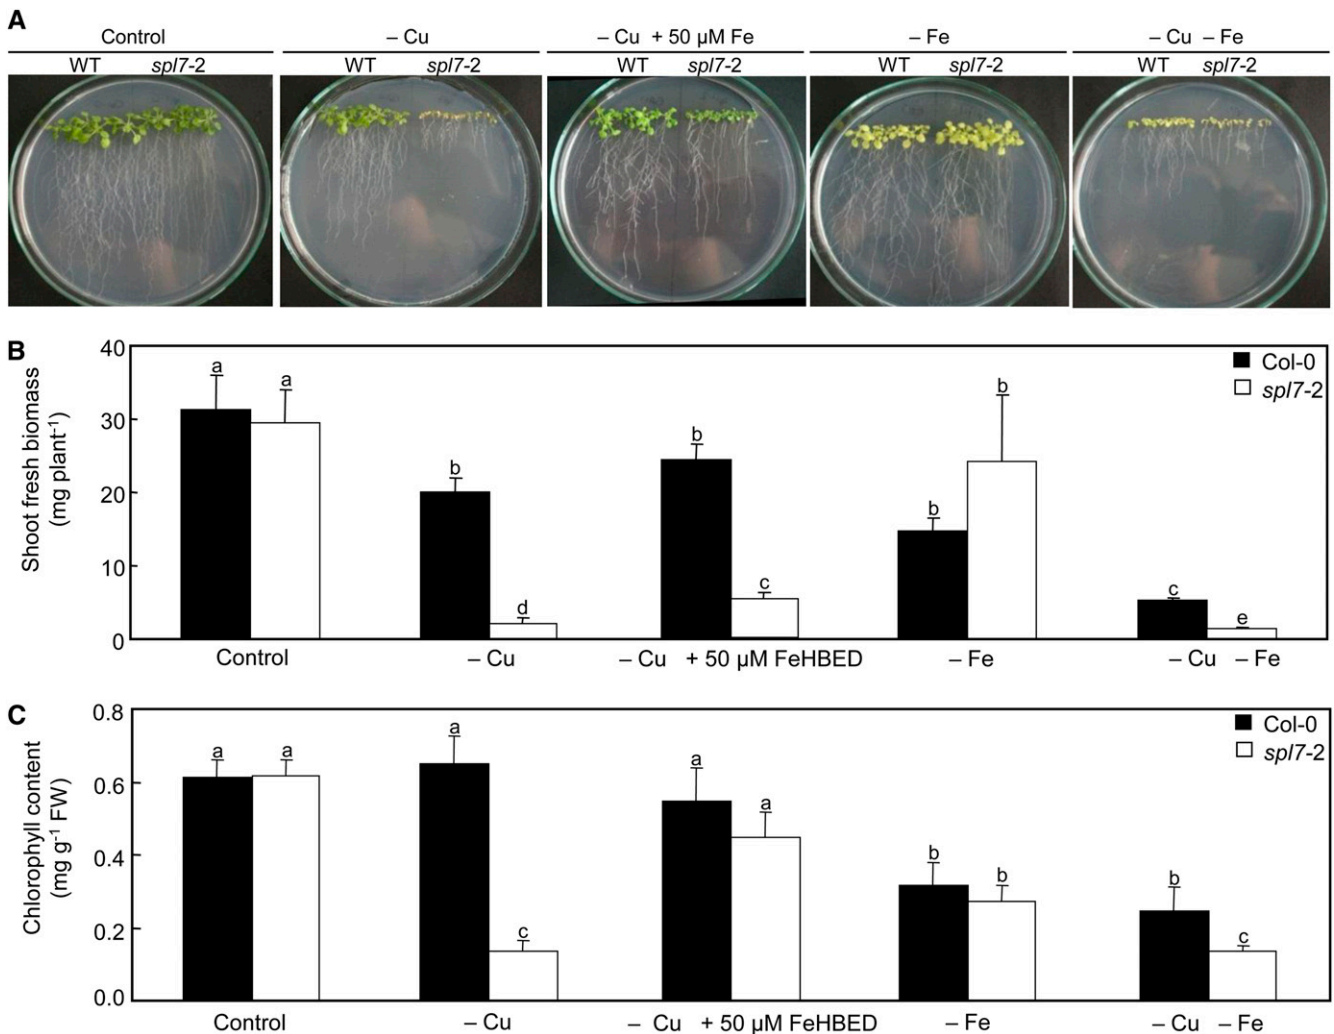 A
Control
– Cu
– Cu + 50 µM Fe
– Fe
– Cu – Fe
WT spl7-2
WT spl7-2
WT spl7-2
WT spl7-2
WT spl7-2
B
Shoot fresh biomass
(mg plant⁻¹)
40
30
20
10
0
a
a
b
d
b
c
b
b
c
e
Col-0
spl7-2
Control
– Cu
– Cu + 50 µM FeHBED
– Fe
– Cu – Fe
C
Chlorophyll content
(mg g⁻¹ FW)
0.8
0.6
0.4
0.2
0.0
a
a
a
c
a
a
b
b
b
c
Col-0
spl7-2
Control
– Cu
– Cu + 50 µM FeHBED
– Fe
– Cu – Fe